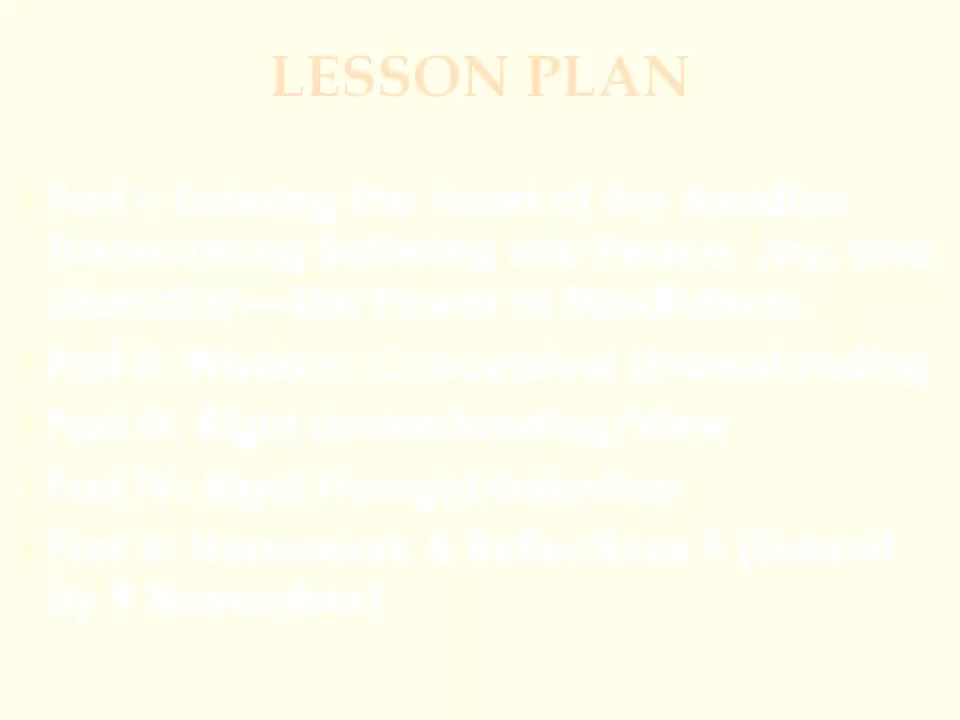 LESSON PLAN
• Part I: Entering the Heart of the Buddha:
Transforming Suffering into Peace, Joy, and
Liberation—The Power of Mindfulness
• Part II: Wisdom: Conceptual Understanding
• Part III: Right Understanding/View
• Part IV: Right Thought/Intention
• Part V: Homework & Reflections 5 (Submit
by 9 November)